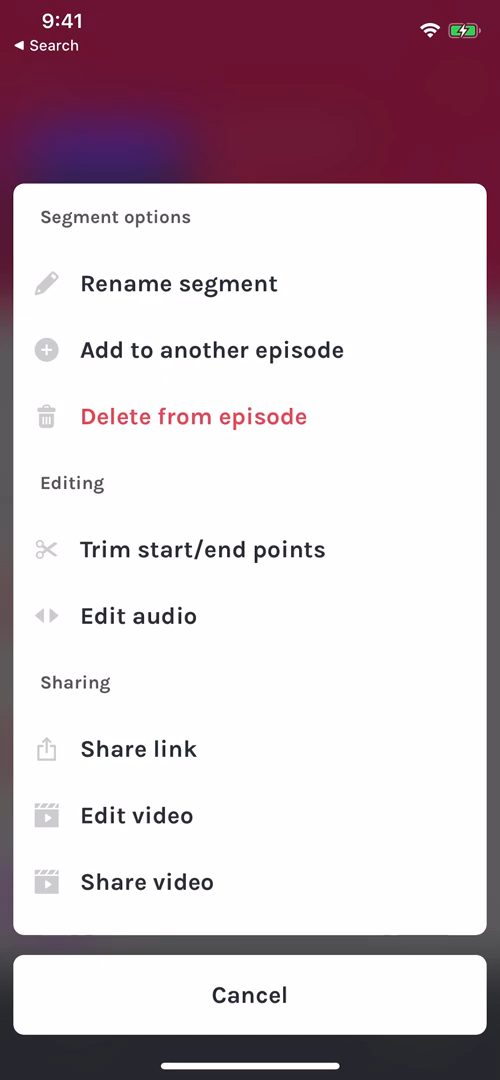 9:41
Search
Segment options
Rename segment
Add to another episode
Delete from episode
Editing
Trim start/end points
Edit audio
Sharing
Share link
Edit video
Share video
Cancel